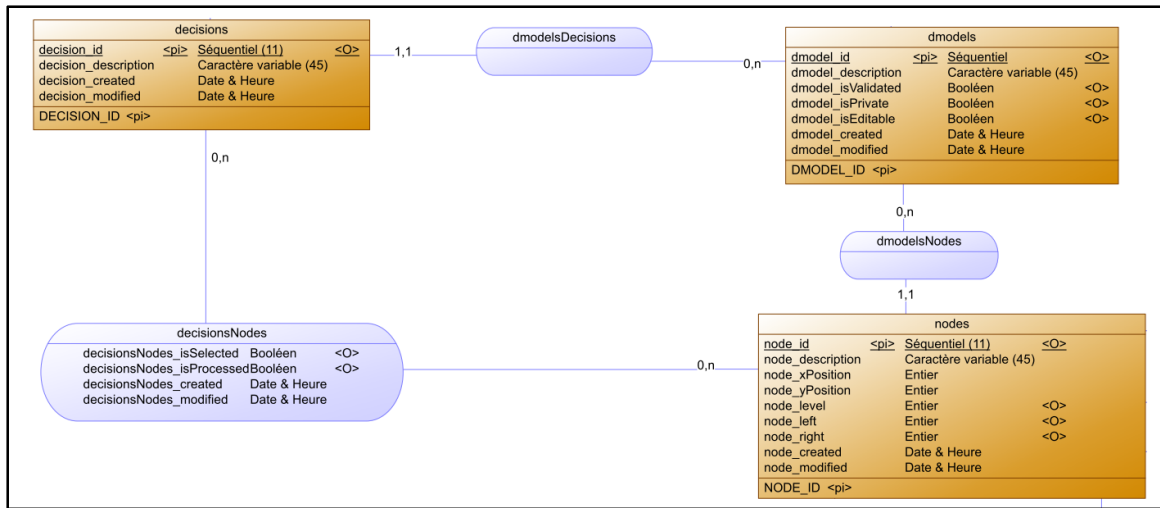 decisions
decision_id <pi> Séquentiel (11) <O>
decision_description Caractère variable (45)
decision_created Date & Heure
decision_modified Date & Heure
DECISION_ID <pi>
1,1
dmodelsDecisions
0,n
dmodels
dmodel_id <pi> Séquentiel <O>
dmodel_description Caractère variable (45)
dmodel_isValidated Booléen <O>
dmodel_isPrivate Booléen <O>
dmodel_isEditable Booléen <O>
dmodel_created Date & Heure
dmodel_modified Date & Heure
DMODEL_ID <pi>
0,n
0,n
dmodelsNodes
1,1
decisionsNodes
decisionsNodes_isSelected Booléen <O>
decisionsNodes_isProcessedBooléen <O>
decisionsNodes_created Date & Heure
decisionsNodes_modified Date & Heure
0,n
nodes
node_id <pi> Séquentiel (11) <O>
node_description Caractère variable (45)
node_xPosition Entier
node_yPosition Entier
node_level Entier <O>
node_left Entier <O>
node_right Entier <O>
node_created Date & Heure
node_modified Date & Heure
NODE_ID <pi>